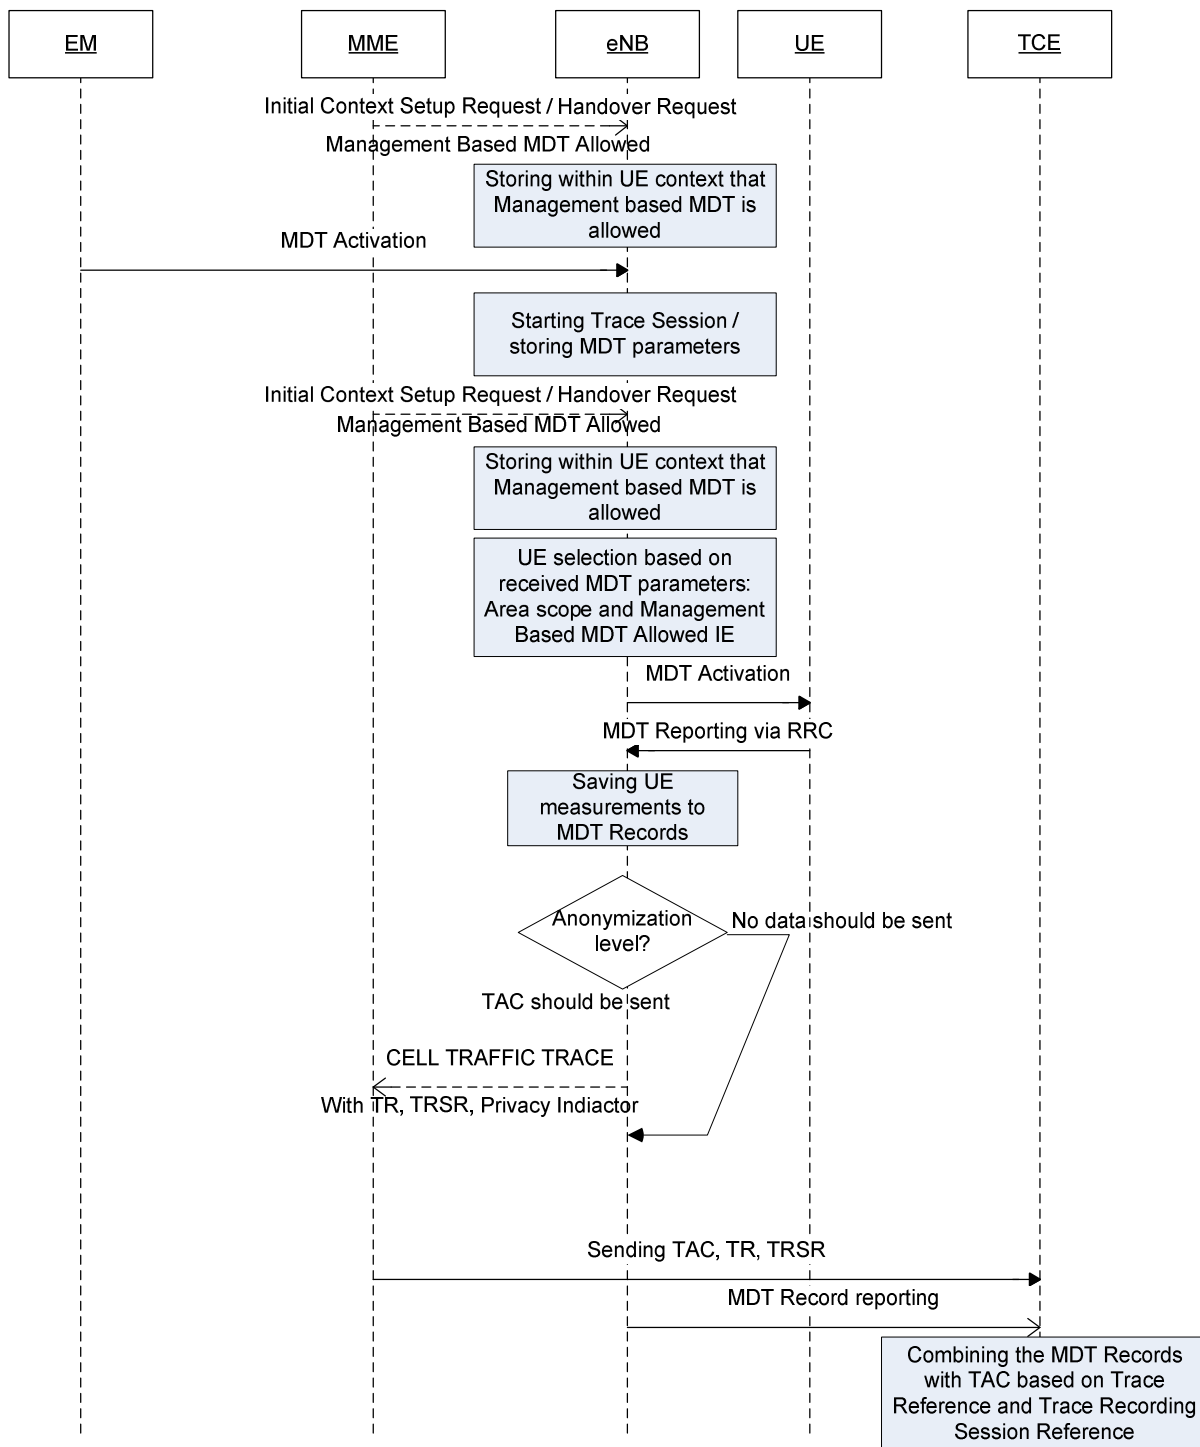 EM
MME
eNB
UE
TCE
Initial Context Setup Request / Handover Request
Management Based MDT Allowed
Storing within UE context that
Management based MDT is
allowed
MDT Activation
Starting Trace Session /
storing MDT parameters
Initial Context Setup Request / Handover Request
Management Based MDT Allowed
Storing within UE context that
Management based MDT is
allowed
UE selection based on
received MDT parameters:
Area scope and Management
Based MDT Allowed IE
MDT Activation
MDT Reporting via RRC
Saving UE
measurements to
MDT Records
Anonymization
level?
No data should be sent
TAC should be sent
CELL TRAFFIC TRACE
With TR, TRSR, Privacy Indiactor
Sending TAC, TR, TRSR
MDT Record reporting
Combining the MDT Records
with TAC based on Trace
Reference and Trace Recording
Session Reference